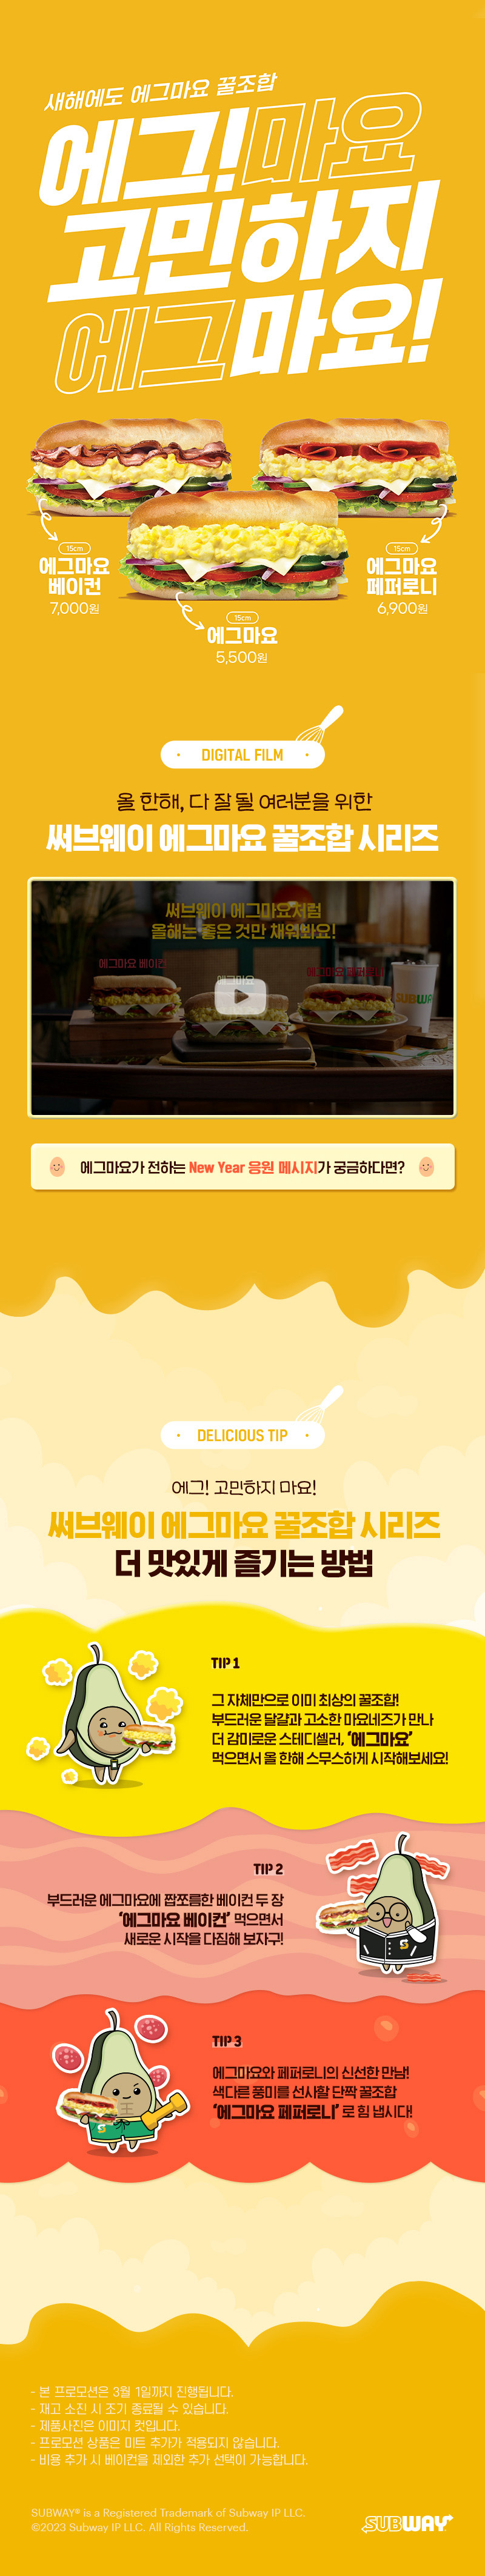 새해에도 에그마요 꿀조합
에그!마요
고민하지
에그마요!
15cm
에그마요
베이컨
7,000원
15cm
에그마요
페퍼로니
6,900원
15cm
에그마요
5,500원
DIGITAL FILM
올 한해, 다 잘 될 여러분을 위한
써브웨이 에그마요 꿀조합 시리즈
써브웨이 에그마요처럼
올해는 좋은 것만 채워봐요!
에그마요 베이컨
에그마요
에그마요 페퍼로니
SUBWA
에그마요가 전하는 New Year 응원 메시지가 궁금하다면?
DELICIOUS TIP
에그! 고민하지 마요!
써브웨이 에그마요 꿀조합 시리즈
더 맛있게 즐기는 방법
TIP 1
그 자체만으로 이미 최상의 꿀조합!
부드러운 달걀과 고소한 마요네즈가 만나
더 감미로운 스테디셀러, '에그마요'
먹으면서 올 한해 스무스하게 시작해보세요!
TIP 2
부드러운 에그마요에 짭쪼름한 베이컨 두 장
'에그마요 베이컨' 먹으면서
새로운 시작을 다짐해 보자구!
TIP 3
에그마요와 페퍼로니의 신선한 만남!
색다른 풍미를 선사할 단짝 꿀조합
'에그마요 페퍼로니' 로 힘 냅시다!
- 본 프로모션은 3월 1일까지 진행됩니다.
- 재고 소진 시 조기 종료될 수 있습니다.
- 제품사진은 이미지 컷입니다.
- 프로모션 상품은 미트 추가가 적용되지 않습니다.
- 비용 추가 시 베이컨을 제외한 추가 선택이 가능합니다.
SUBWAY® is a Registered Trademark of Subway IP LLC.
©2023 Subway IP LLC. All Rights Reserved.
SUBWAY